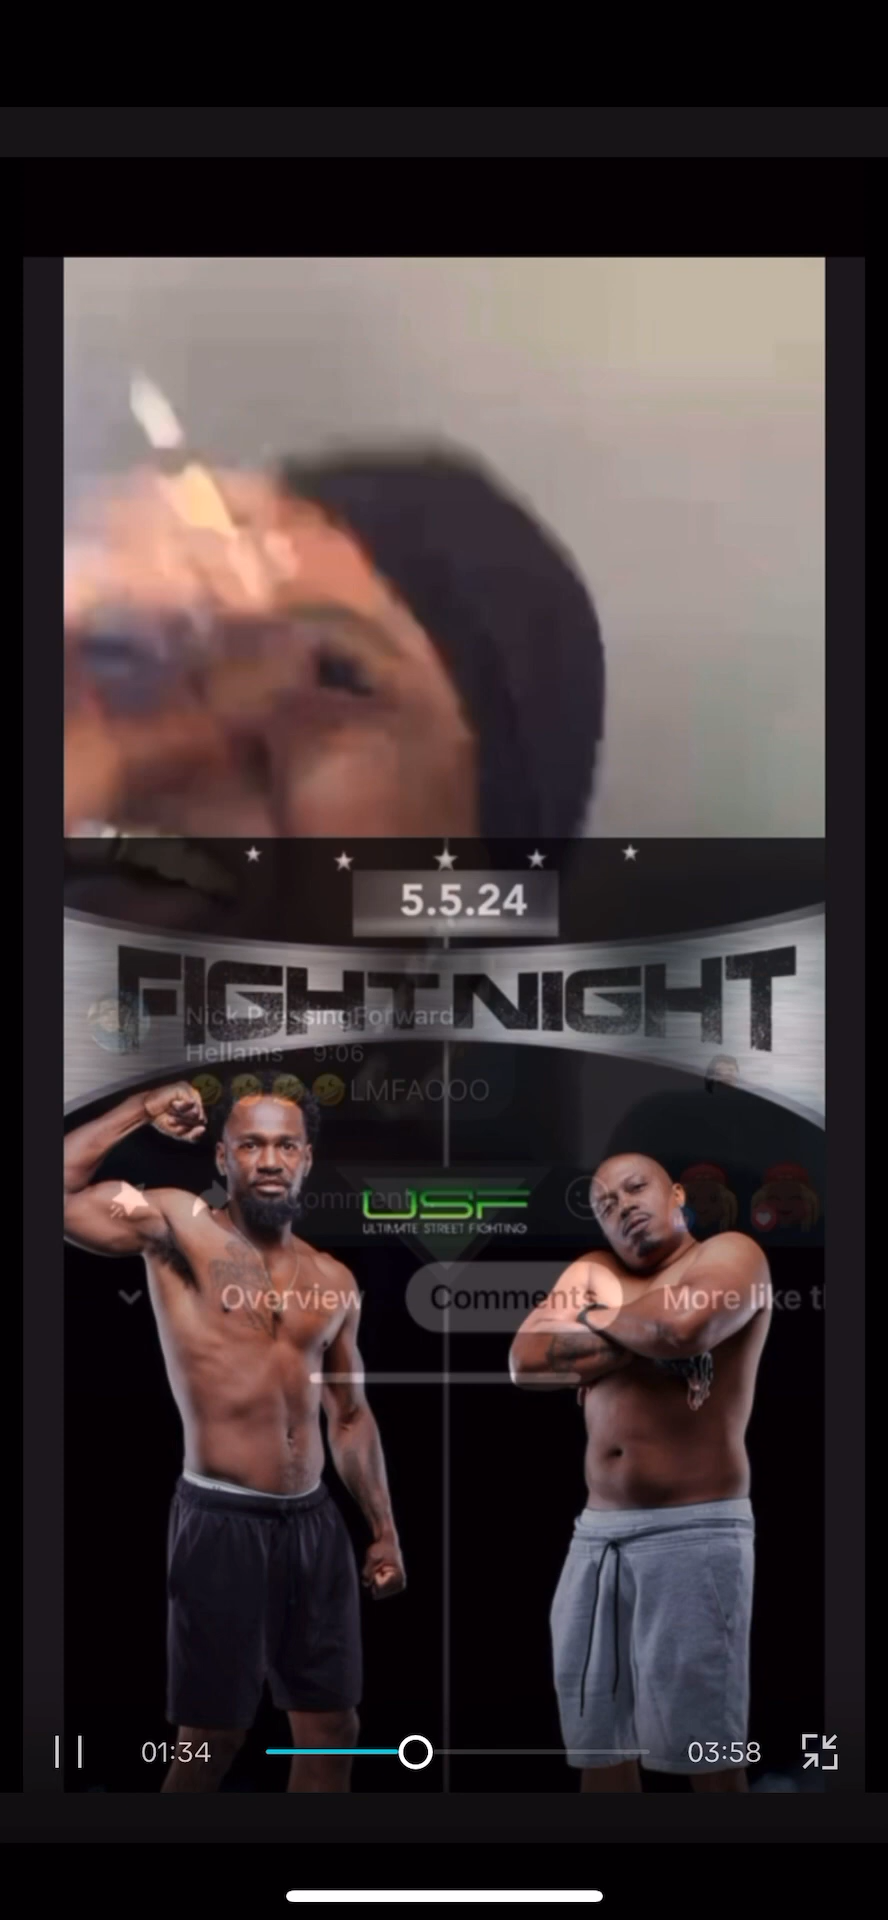 5.5.24
FIGHT NIGHT
Nick PressingForward
Hellams 9:06
LMFAOOO
Comment
USF
ULTIMATE STREET FIGHTING
Overview Comments More like t
01:34 03:58